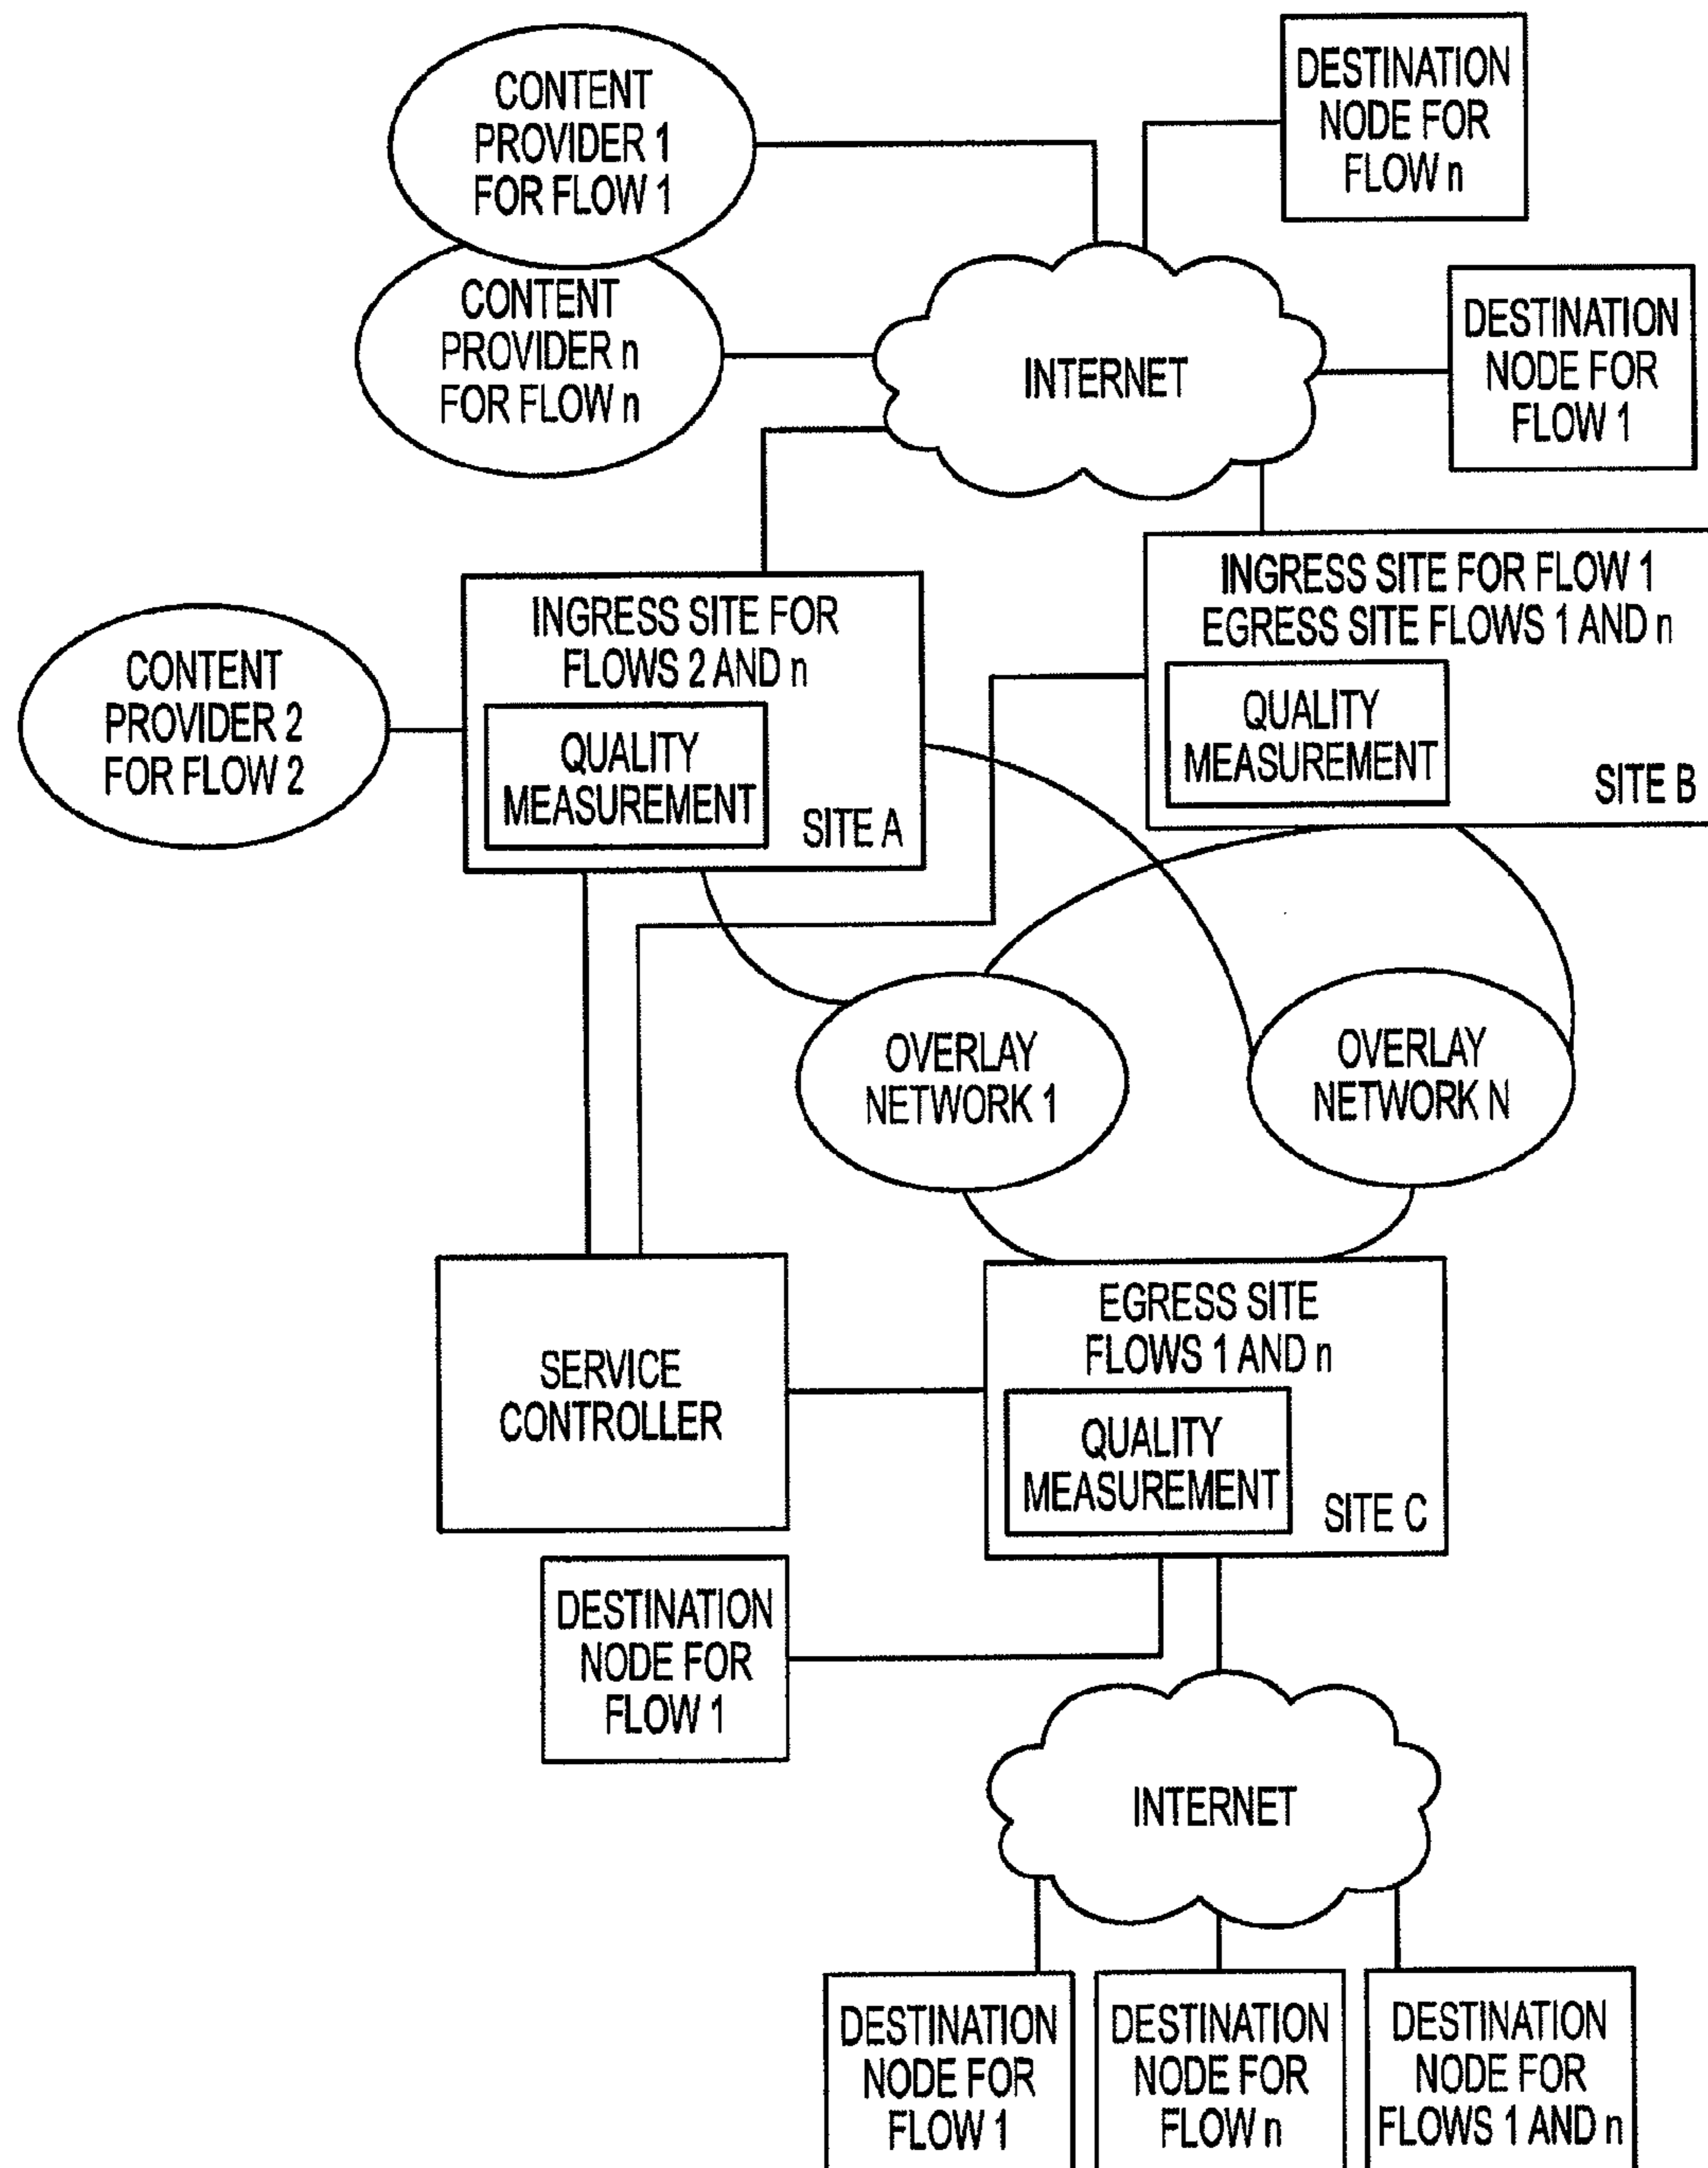 CONTENT
PROVIDER 1
FOR FLOW 1
DESTINATION
NODE FOR
FLOW n
CONTENT
PROVIDER n
FOR FLOW n
INTERNET
DESTINATION
NODE FOR
FLOW 1
INGRESS SITE FOR
FLOWS 2 AND n
QUALITY
MEASUREMENT
SITE A
INGRESS SITE FOR FLOW 1
EGRESS SITE FLOWS 1 AND n
QUALITY
MEASUREMENT
SITE B
CONTENT
PROVIDER 2
FOR FLOW 2
OVERLAY
NETWORK 1
OVERLAY
NETWORK N
SERVICE
CONTROLLER
EGRESS SITE
FLOWS 1 AND n
QUALITY
MEASUREMENT
SITE C
DESTINATION
NODE FOR
FLOW 1
INTERNET
DESTINATION
NODE FOR
FLOW 1
DESTINATION
NODE FOR
FLOW n
DESTINATION
NODE FOR
FLOWS 1 AND n